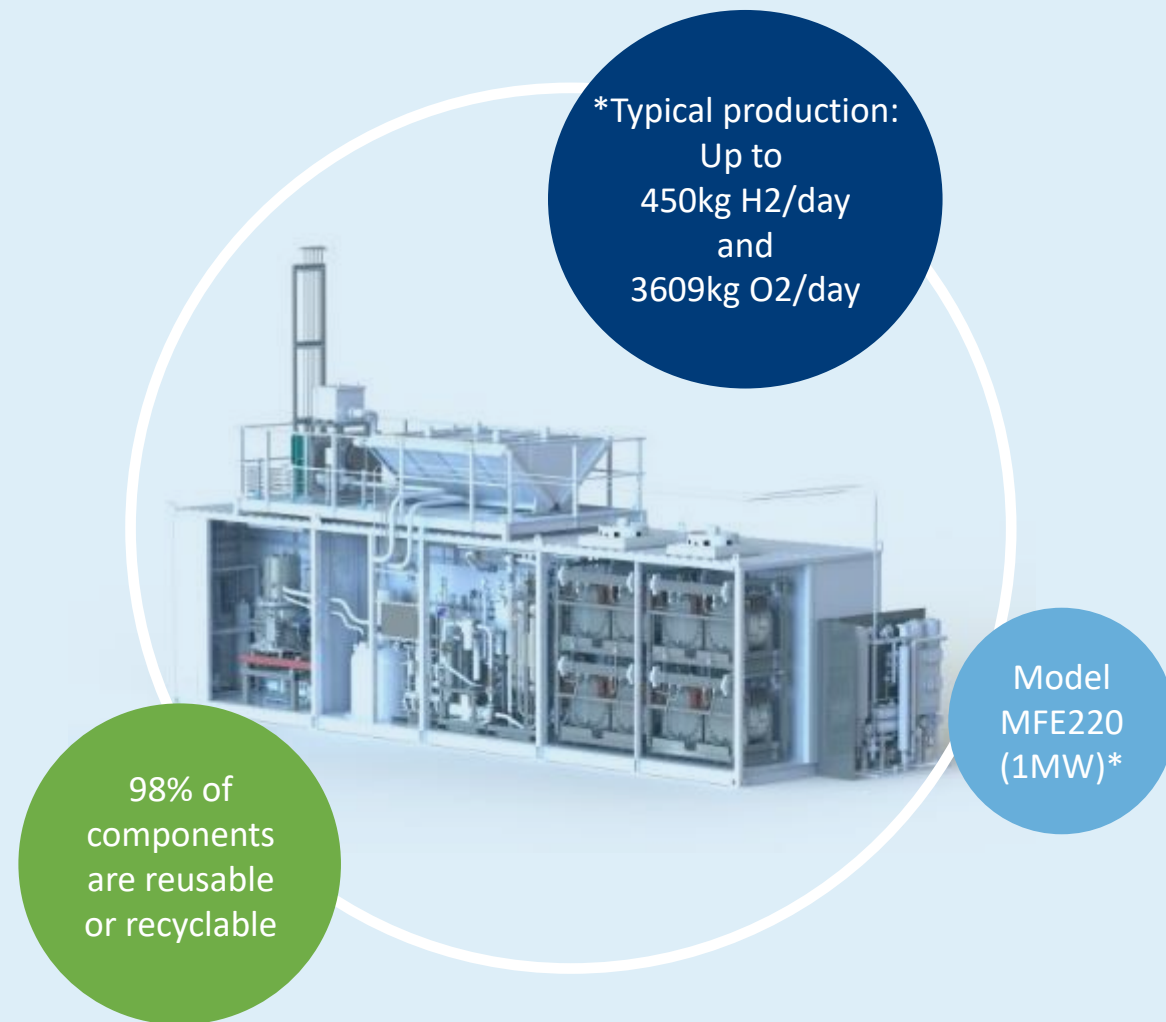 *Typical production:
Up to
450kg H2/day
and
3609kg O2/day
Model
MFE220
(1MW)*
98% of
components
are reusable
or recyclable